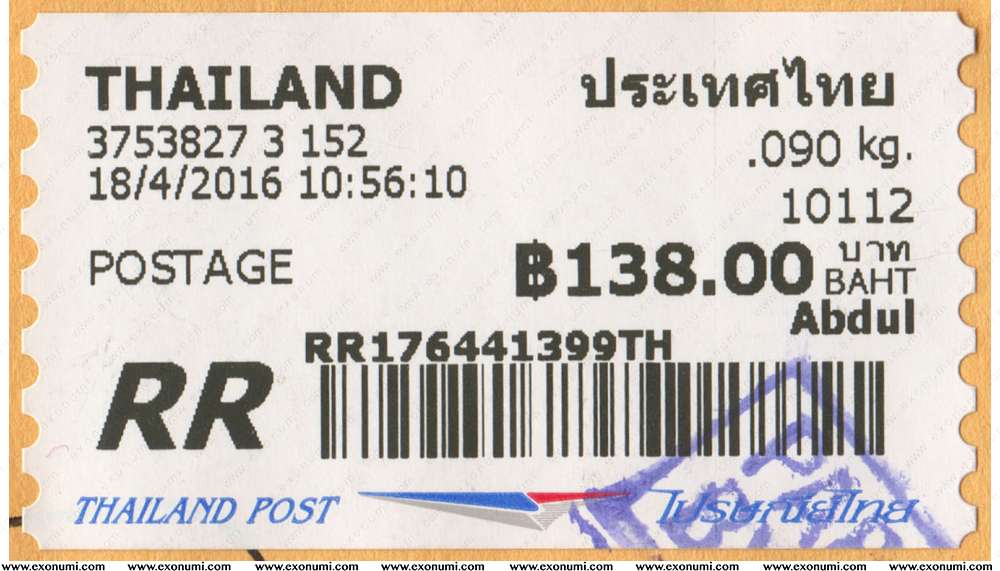 THAILAND ประเทศไทย
3753827 3 152 .090 kg.
18/4/2016 10:56:10 10112
POSTAGE ฿138.00 บาท BAHT
Abdul
RR176441399TH
RR
THAILAND POST ไปรษณีย์ไทย
www.exonumi.com www.exonumi.com www.exonumi.com www.exonumi.com www.exonumi.com www.exonumi.com www.exonumi.com www.exonumi.com